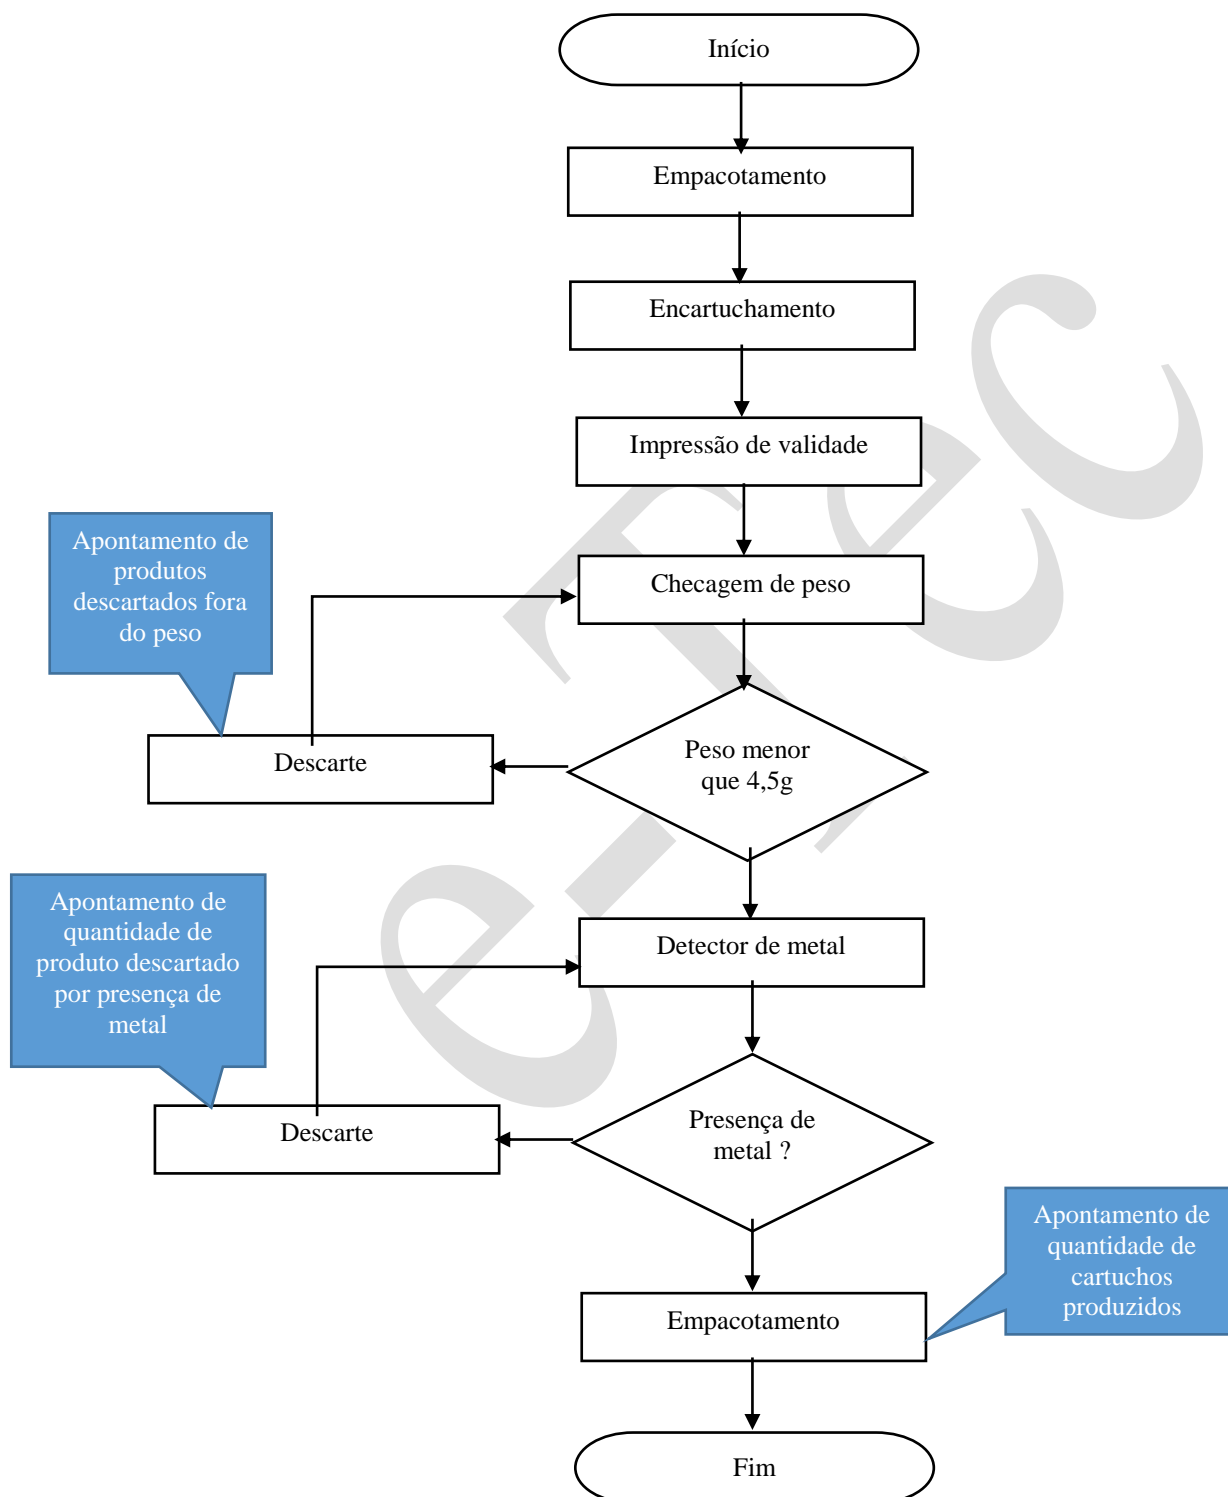 Início
Empacotamento
Encartuchamento
Impressão de validade
Apontamento de
produtos
descartados fora
do peso
Checagem de peso
Peso menor
que 4,5g
Descarte
Apontamento de
quantidade de
produto descartado
por presença de
metal
Detector de metal
Presença de
metal ?
Descarte
Apontamento de
quantidade de
cartuchos
produzidos
Empacotamento
Fim
e-Tec